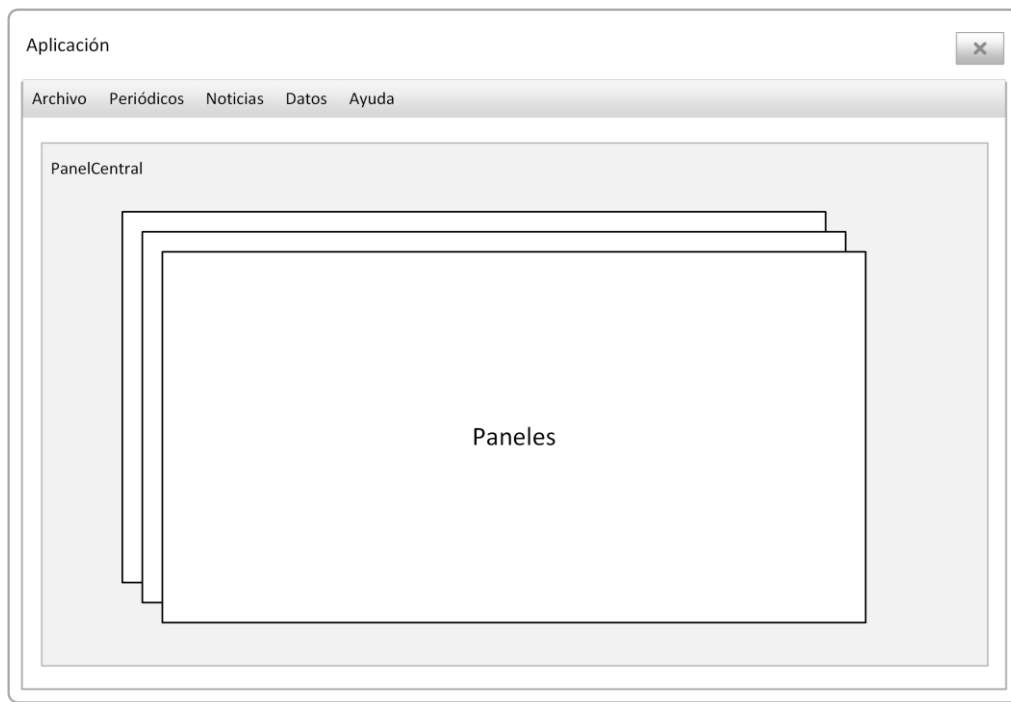 Aplicación
Archivo Periódicos Noticias Datos Ayuda
PanelCentral
Paneles